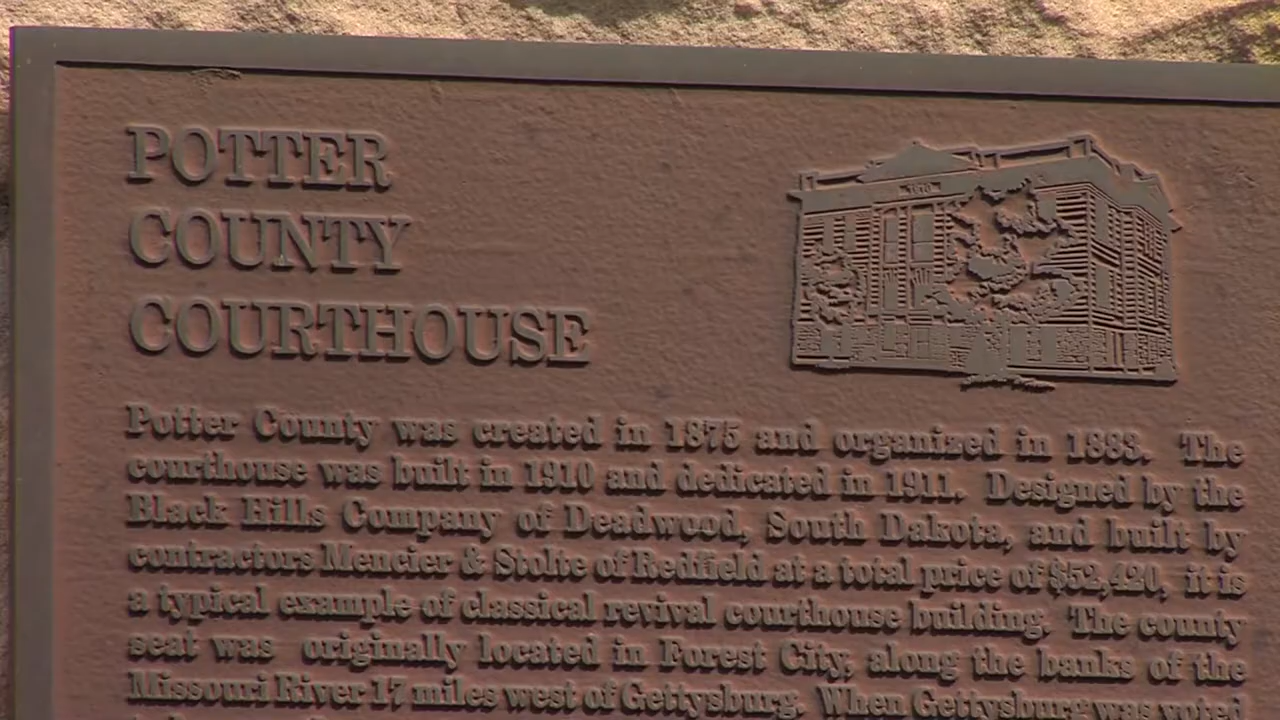 POTTER
COUNTY
COURTHOUSE
1910
Potter County was created in 1875 and organized in 1883. The
courthouse was built in 1910 and dedicated in 1911. Designed by the
Black Hills Company of Deadwood, South Dakota, and built by
contractors Mencier & Stolte of Redfield at a total price of $52,420, it is
a typical example of classical revival courthouse building. The county
seat was originally located in Forest City, along the banks of the
Missouri River 17 miles west of Gettysburg. When Gettysburg was voted